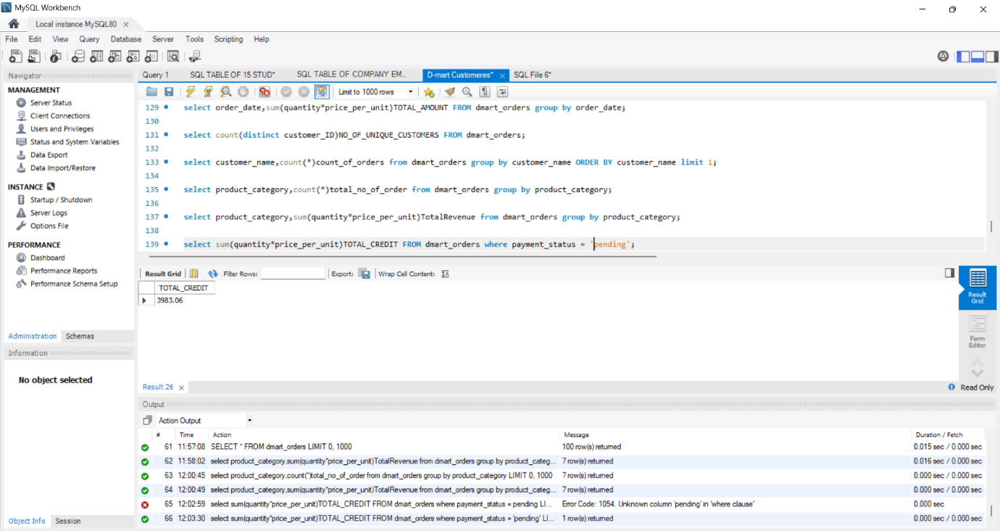 MySQL Workbench
Local instance MySQL80 ×
File Edit View Query Database Server Tools Scripting Help
Navigator
MANAGEMENT
Server Status
Client Connections
Users and Privileges
Status and System Variables
Data Export
Data Import/Restore
INSTANCE
Startup / Shutdown
Server Logs
Options File
PERFORMANCE
Dashboard
Performance Reports
Performance Schema Setup
Administration Schemas
Information
No object selected
Object Info Session
Query 1 SQL TABLE OF 15 STUD* SQL TABLE OF COMPANY EM... D-mart Customeres* × SQL File 6*
Limit to 1000 rows
129 select order_date,sum(quantity*price_per_unit)TOTAL_AMOUNT FROM dmart_orders group by order_date;
130
131 select count(distinct customer_ID)NO_OF_UNIQUE_CUSTOMERS FROM dmart_orders;
132
133 select customer_name,count(*)count_of_orders from dmart_orders group by customer_name ORDER BY customer_name limit 1;
134
135 select product_category,count(*)total_no_of_order from dmart_orders group by product_category;
136
137 select product_category,sum(quantity*price_per_unit)TotalRevenue from dmart_orders group by product_category;
138
139 select sum(quantity*price_per_unit)TOTAL_CREDIT FROM dmart_orders where payment_status = 'pending';
Result Grid Filter Rows: Export: Wrap Cell Content:
TOTAL_CREDIT
3983.06
Result Grid
Form Editor
Result 26 × Read Only
Output
Action Output
# Time Action Message Duration / Fetch
61 11:57:08 SELECT * FROM dmart_orders LIMIT 0, 1000 100 row(s) returned 0.015 sec / 0.000 sec
62 11:58:02 select product_category,sum(quantity*price_per_unit)TotalRevenue from dmart_orders group by product_categ... 7 row(s) returned 0.016 sec / 0.000 sec
63 12:00:45 select product_category,count(*)total_no_of_order from dmart_orders group by product_category LIMIT 0, 1000 7 row(s) returned 0.000 sec / 0.000 sec
64 12:00:49 select product_category,sum(quantity*price_per_unit)TotalRevenue from dmart_orders group by product_categ... 7 row(s) returned 0.000 sec / 0.000 sec
65 12:02:59 select sum(quantity*price_per_unit)TOTAL_CREDIT FROM dmart_orders where payment_status = pending LI... Error Code: 1054. Unknown column 'pending' in 'where clause' 0.000 sec
66 12:03:30 select sum(quantity*price_per_unit)TOTAL_CREDIT FROM dmart_orders where payment_status = 'pending' LI... 1 row(s) returned 0.000 sec / 0.000 sec